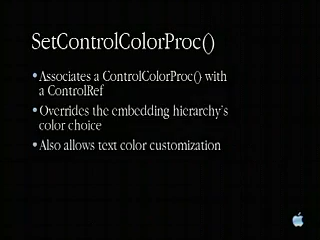 SetControlColorProc()
•Associates a ControlColorProc() with
a ControlRef
•Overrides the embedding hierarchy's
color choice
•Also allows text color customization